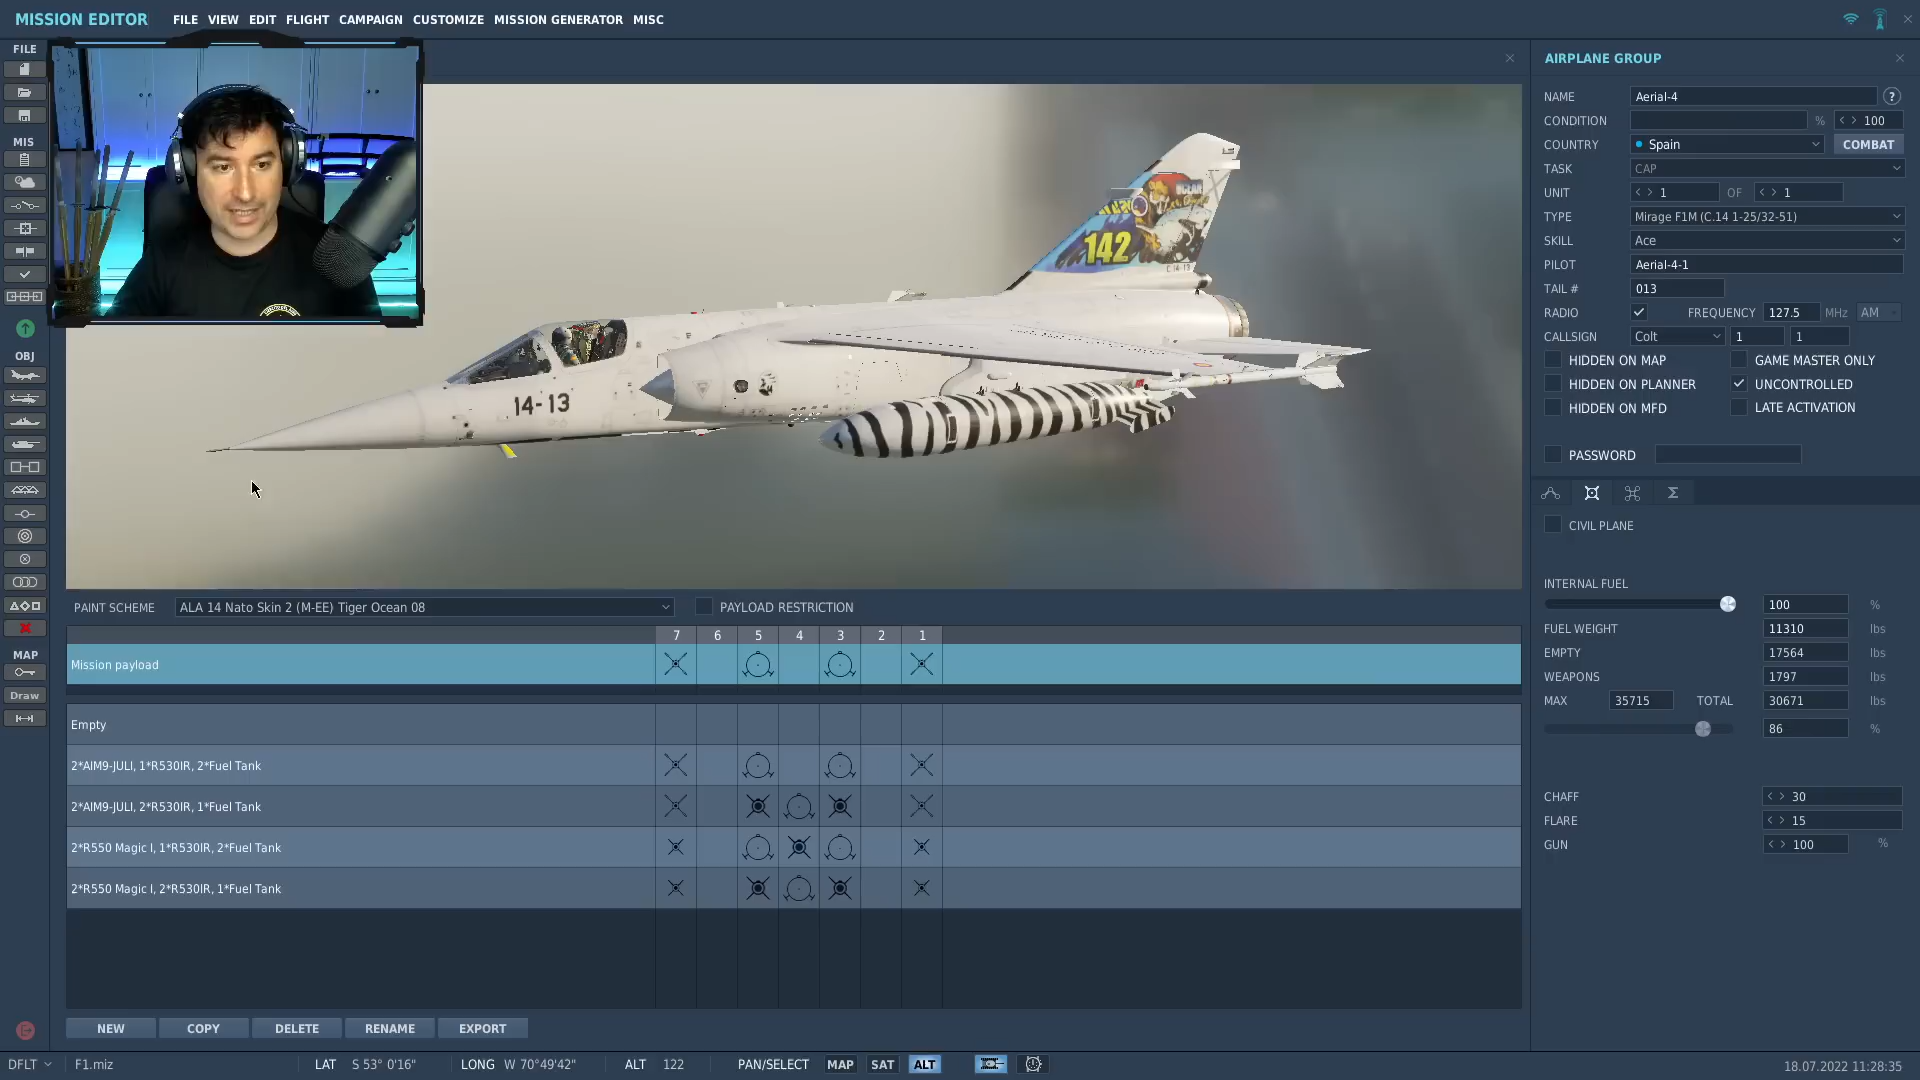 MISSION EDITOR FILE VIEW EDIT FLIGHT CAMPAIGN CUSTOMIZE MISSION GENERATOR MISC
FILE
MIS
OBJ
MAP
Draw
142
OCEAN
14-13
C.14-13
PAINT SCHEME ALA 14 Nato Skin 2 (M-EE) Tiger Ocean 08 PAYLOAD RESTRICTION
7 6 5 4 3 2 1
Mission payload
Empty
2*AIM9-JULI, 1*R530IR, 2*Fuel Tank
2*AIM9-JULI, 2*R530IR, 1*Fuel Tank
2*R550 Magic I, 1*R530IR, 2*Fuel Tank
2*R550 Magic I, 2*R530IR, 1*Fuel Tank
NEW COPY DELETE RENAME EXPORT
AIRPLANE GROUP
NAME Aerial-4 ?
CONDITION % < > 100
COUNTRY Spain COMBAT
TASK CAP
UNIT < > 1 OF < > 1
TYPE Mirage F1M (C.14 1-25/32-51)
SKILL Ace
PILOT Aerial-4-1
TAIL # 013
RADIO FREQUENCY 127.5 MHz AM
CALLSIGN Colt 1 1
HIDDEN ON MAP GAME MASTER ONLY
HIDDEN ON PLANNER UNCONTROLLED
HIDDEN ON MFD LATE ACTIVATION
PASSWORD
CIVIL PLANE
INTERNAL FUEL
100 %
FUEL WEIGHT 11310 lbs
EMPTY 17564 lbs
WEAPONS 1797 lbs
MAX 35715 TOTAL 30671 lbs
86 %
CHAFF < > 30
FLARE < > 15
GUN < > 100 %
DFLT F1.miz LAT S 53° 0'16" LONG W 70°49'42" ALT 122 PAN/SELECT MAP SAT ALT 18.07.2022 11:28:35